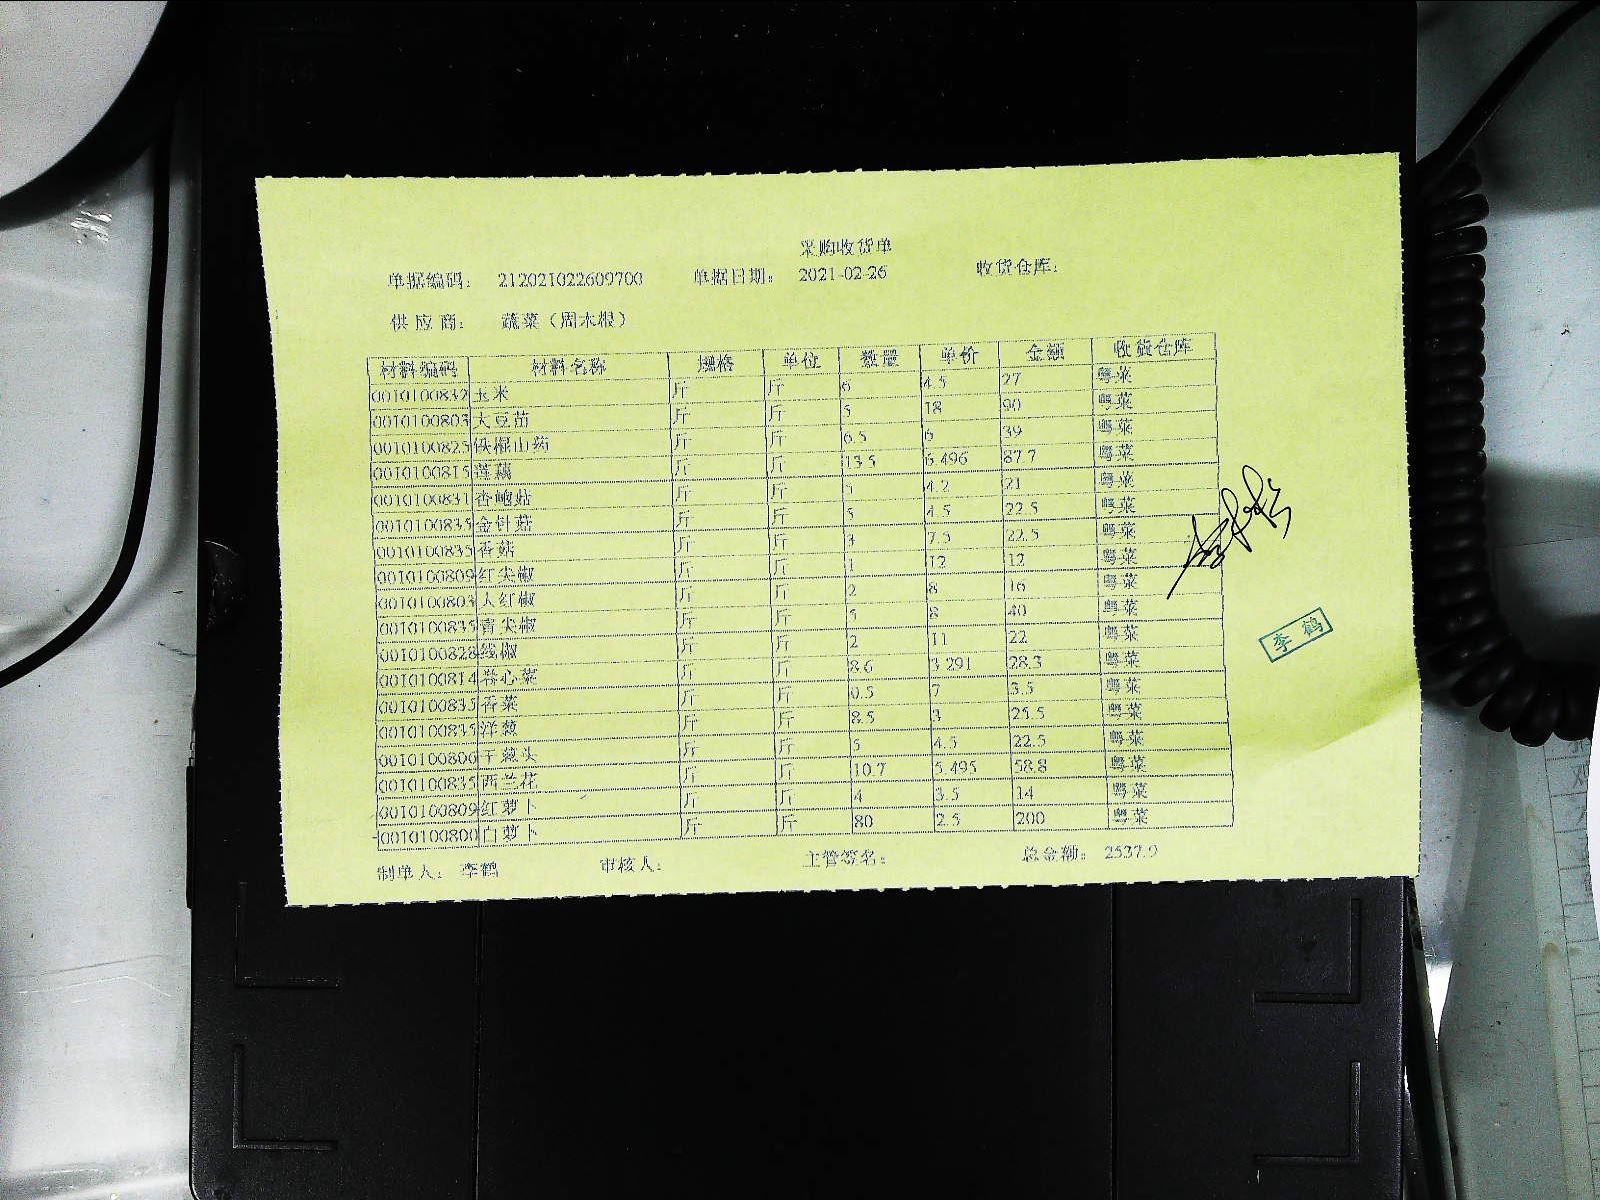 采购收货单
单据编码： 212021022609700 单据日期： 2021-02-26 收货仓库：
供应商： 蔬菜（周木根）
材料编码 材料名称 规格 单位 数量 单价 金额 收货仓库
0010100832 玉米 斤 斤 6 4.5 27 粤菜
0010100803 大豆苗 斤 斤 5 18 90 粤菜
0010100825 铁棍山药 斤 斤 6.5 6 39 粤菜
0010100815 莲藕 斤 斤 13.5 6.496 87.7 粤菜
0010100831 杏鲍菇 斤 斤 5 4.2 21 粤菜
0010100835 金针菇 斤 斤 5 4.5 22.5 粤菜
0010100835 香菇 斤 斤 3 7.5 22.5 粤菜
0010100809 红尖椒 斤 斤 1 12 12 粤菜
0010100803 大红椒 斤 斤 2 8 16 粤菜
0010100835 青尖椒 斤 斤 5 8 40 粤菜
0010100828 线椒 斤 斤 2 11 22 粤菜
0010100814 卷心菜 斤 斤 8.6 3.291 28.3 粤菜
0010100835 香菜 斤 斤 0.5 7 3.5 粤菜
0010100835 洋葱 斤 斤 8.5 3 25.5 粤菜
0010100806 干葱头 斤 斤 5 4.5 22.5 粤菜
0010100835 西兰花 斤 斤 10.7 5.495 58.8 粤菜
0010100809 红萝卜 斤 斤 4 3.5 14 粤菜
0010100800 白萝卜 斤 斤 80 2.5 200 粤菜
制单人： 李鹤 审核人： 主管签名： 总金额： 2537.9
李鹤